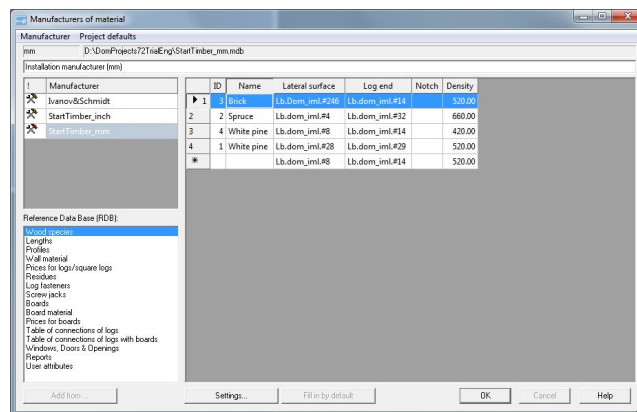 Manufacturers of material
Manufacturer Project defaults
mm D:\DomProjects72TrialEng\StartTimber_mm.mdb
Installation manufacturer (mm)
! Manufacturer
Ivanov&Schmidt
StartTimber_inch
StartTimber_mm
ID Name Lateral surface Log end Notch Density
1 3 Brick Lb.Dom_iml.#246 Lb.dom_iml.#14 520.00
2 2 Spruce Lb.dom_iml.#4 Lb.dom_iml.#32 660.00
3 4 White pine Lb.dom_iml.#8 Lb.dom_iml.#14 420.00
4 1 White pine Lb.dom_iml.#28 Lb.dom_iml.#29 520.00
* Lb.dom_iml.#8 Lb.dom_iml.#14 520.00
Reference Data Base (RDB):
Wood species
Lengths
Profiles
Wall material
Prices for logs/square logs
Residues
Log fasteners
Screw jacks
Boards
Board material
Prices for boards
Table of connections of logs
Table of connections of logs with boards
Windows, Doors & Openings
Reports
User attributes
Add from ... Settings... Fill in by default OK Cancel Help